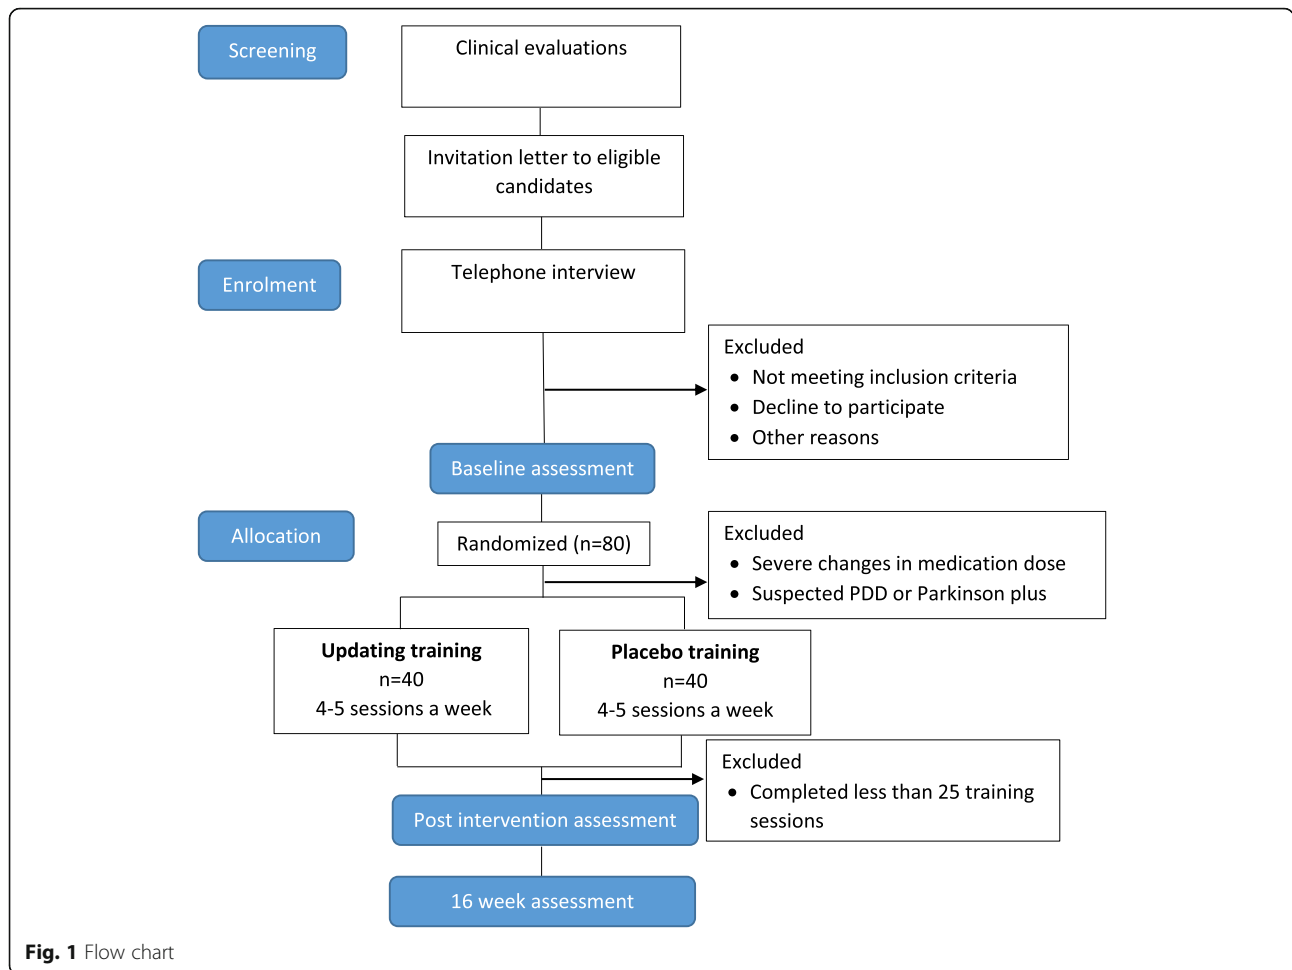 Screening
Clinical evaluations
Invitation letter to eligible
candidates
Enrolment
Telephone interview
Excluded
• Not meeting inclusion criteria
• Decline to participate
• Other reasons
Baseline assessment
Allocation
Randomized (n=80)
Excluded
• Severe changes in medication dose
• Suspected PDD or Parkinson plus
Updating training
n=40
4-5 sessions a week
Placebo training
n=40
4-5 sessions a week
Excluded
• Completed less than 25 training
sessions
Post intervention assessment
16 week assessment
Fig. 1 Flow chart